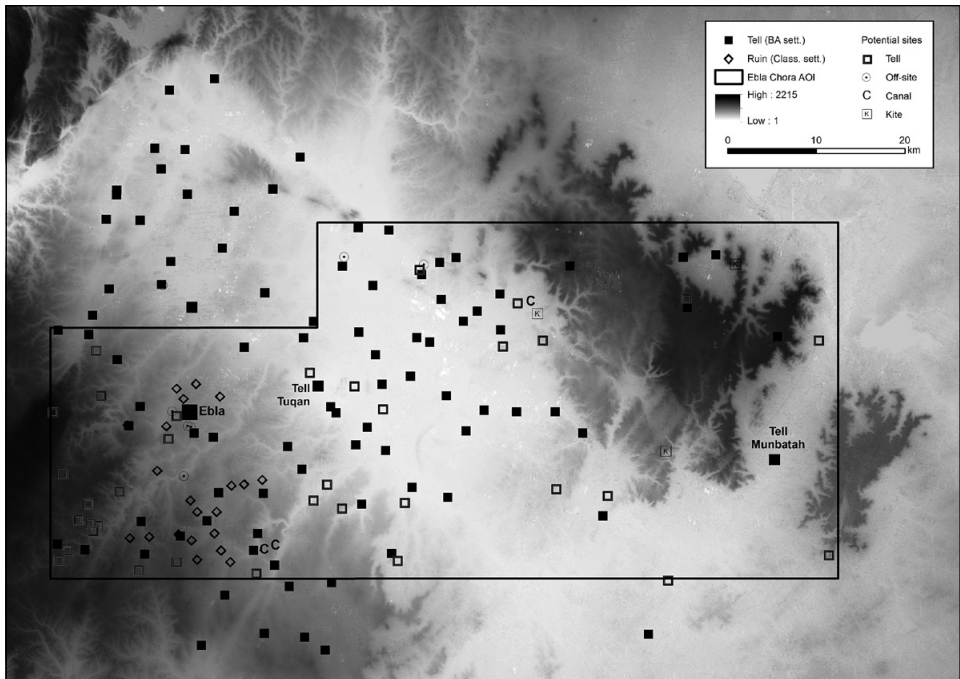 Tell (BA sett.)
Ruin (Class. sett.)
Ebla Chora AOI
High : 2215
Low : 1
Potential sites
Tell
Off-site
C Canal
K Kite
0 10 20
km
C
K
K
K
Tell
Tuqan
Ebla
Tell
Munbatah
C C